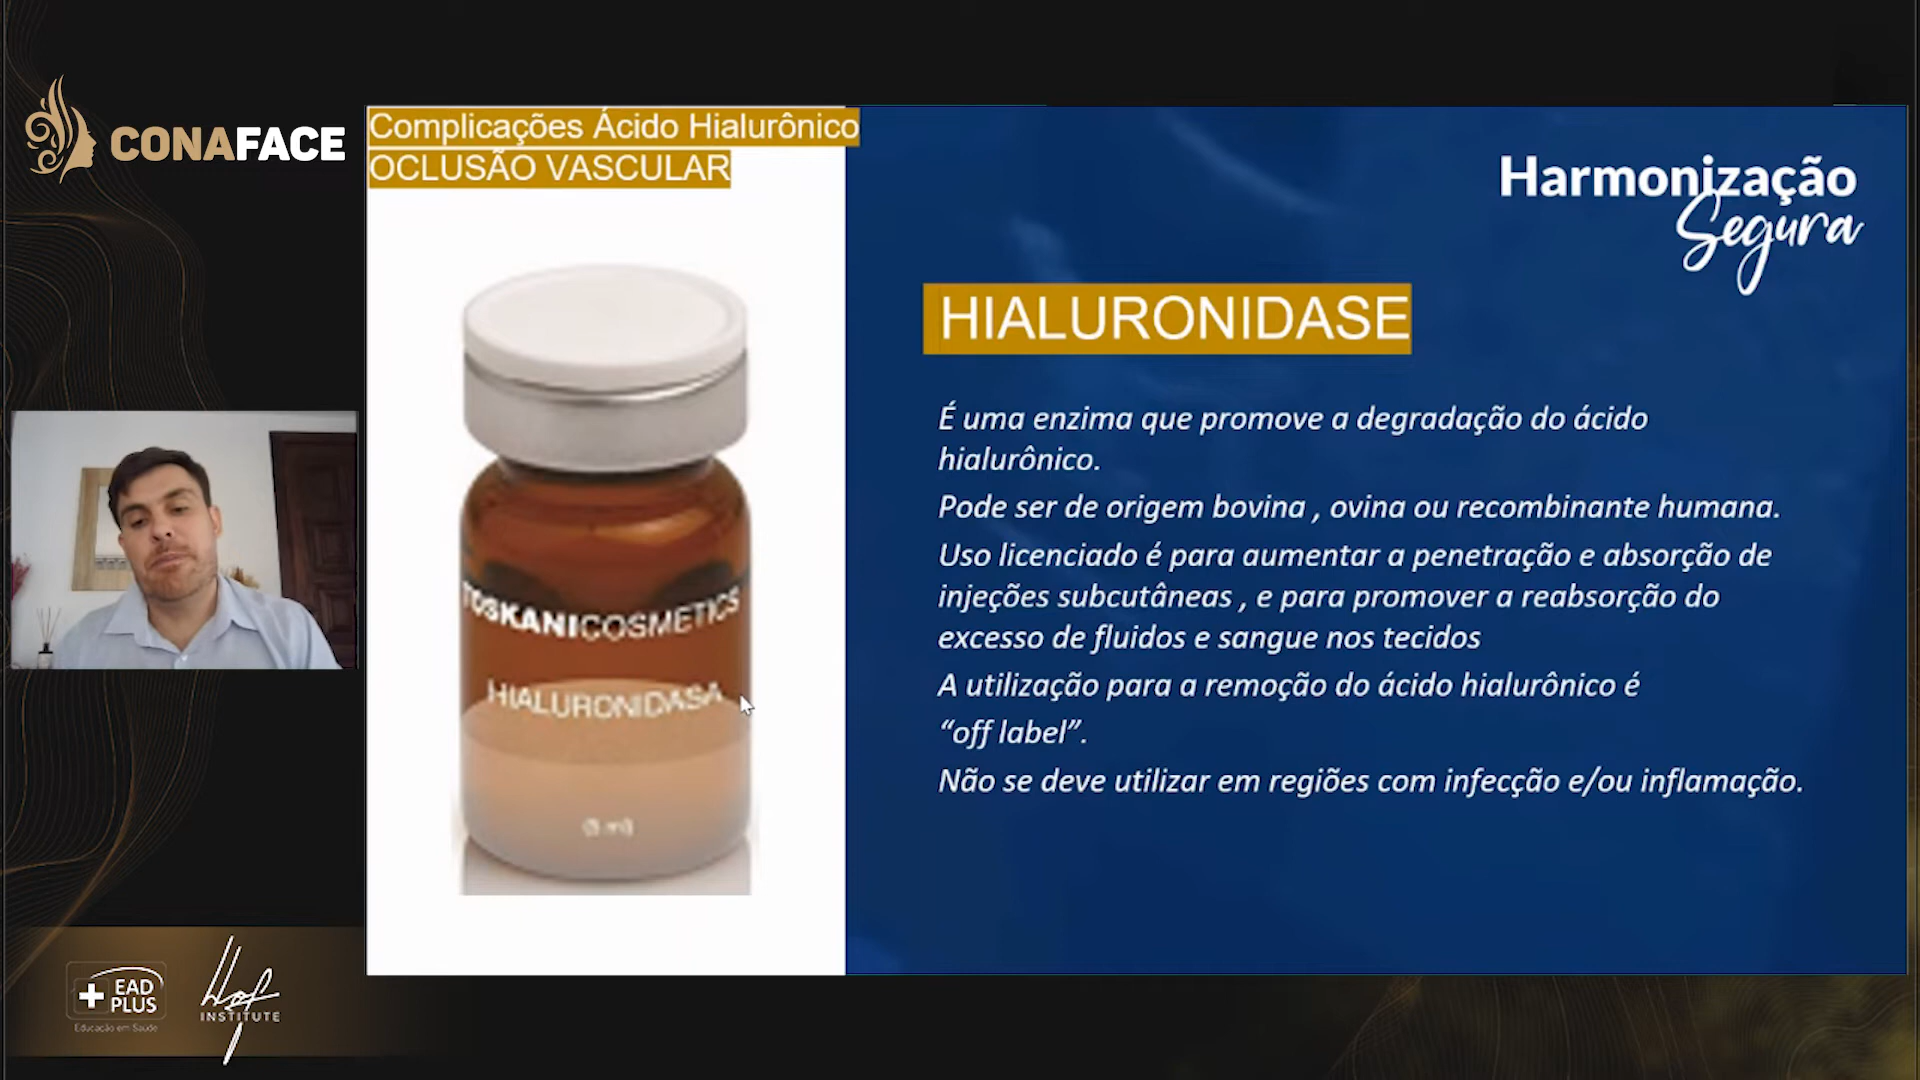 CONAFACE
Complicações Ácido Hialurônico
OCLUSÃO VASCULAR
Harmonização
Segura
HIALURONIDASE
É uma enzima que promove a degradação do ácido
hialurônico.
Pode ser de origem bovina , ovina ou recombinante humana.
Uso licenciado é para aumentar a penetração e absorção de
injeções subcutâneas , e para promover a reabsorção do
excesso de fluidos e sangue nos tecidos
A utilização para a remoção do ácido hialurônico é
“off label”.
Não se deve utilizar em regiões com infecção e/ou inflamação.
TOSKANICOSMETICS
HIALURONIDASA
(5 ml)
EAD
PLUS
Educação em Saúde
Hof
INSTITUTE